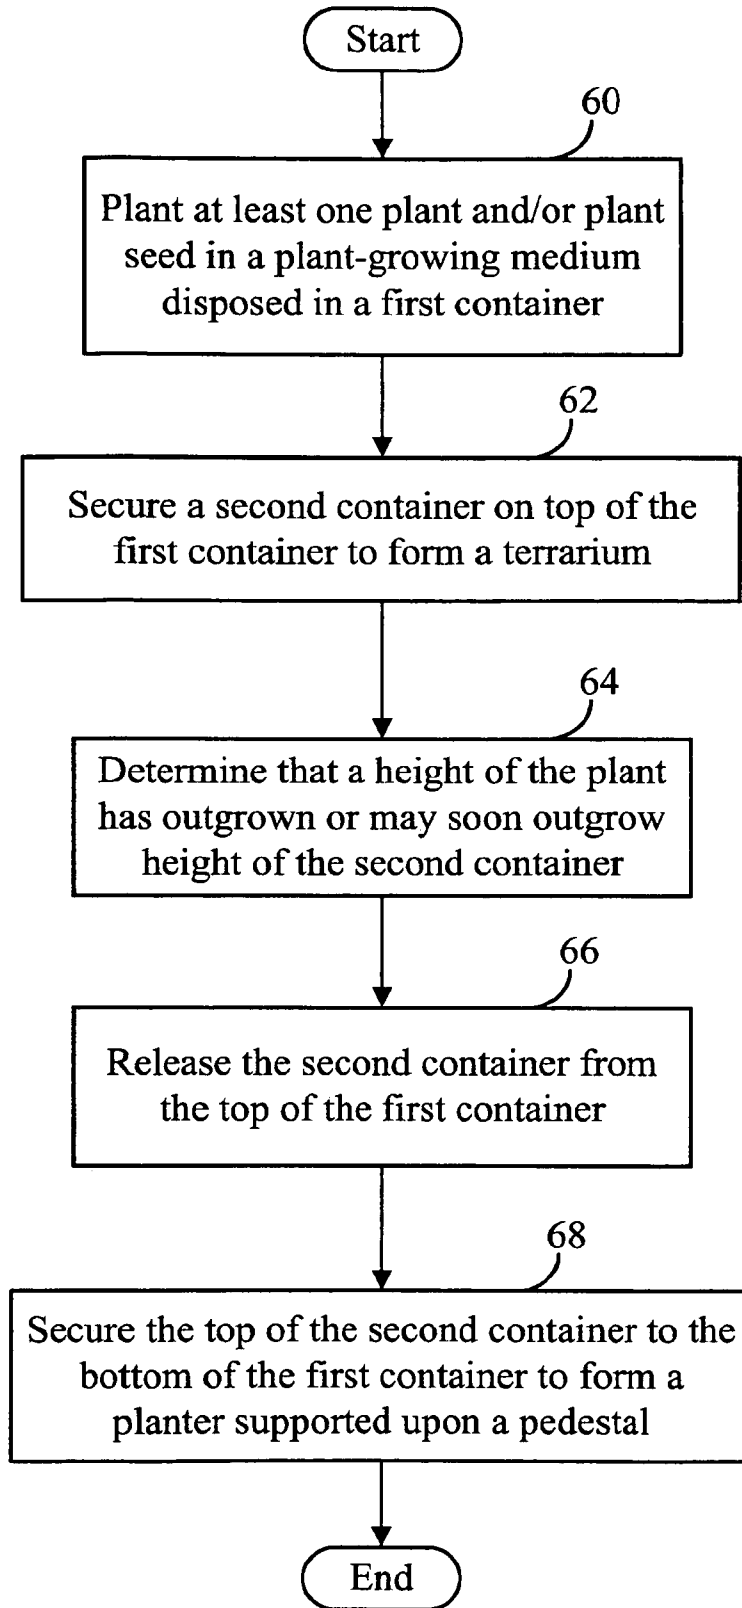 Start
60
Plant at least one plant and/or plant
seed in a plant-growing medium
disposed in a first container
62
Secure a second container on top of the
first container to form a terrarium
64
Determine that a height of the plant
has outgrown or may soon outgrow
height of the second container
66
Release the second container from
the top of the first container
68
Secure the top of the second container to the
bottom of the first container to form a
planter supported upon a pedestal
End